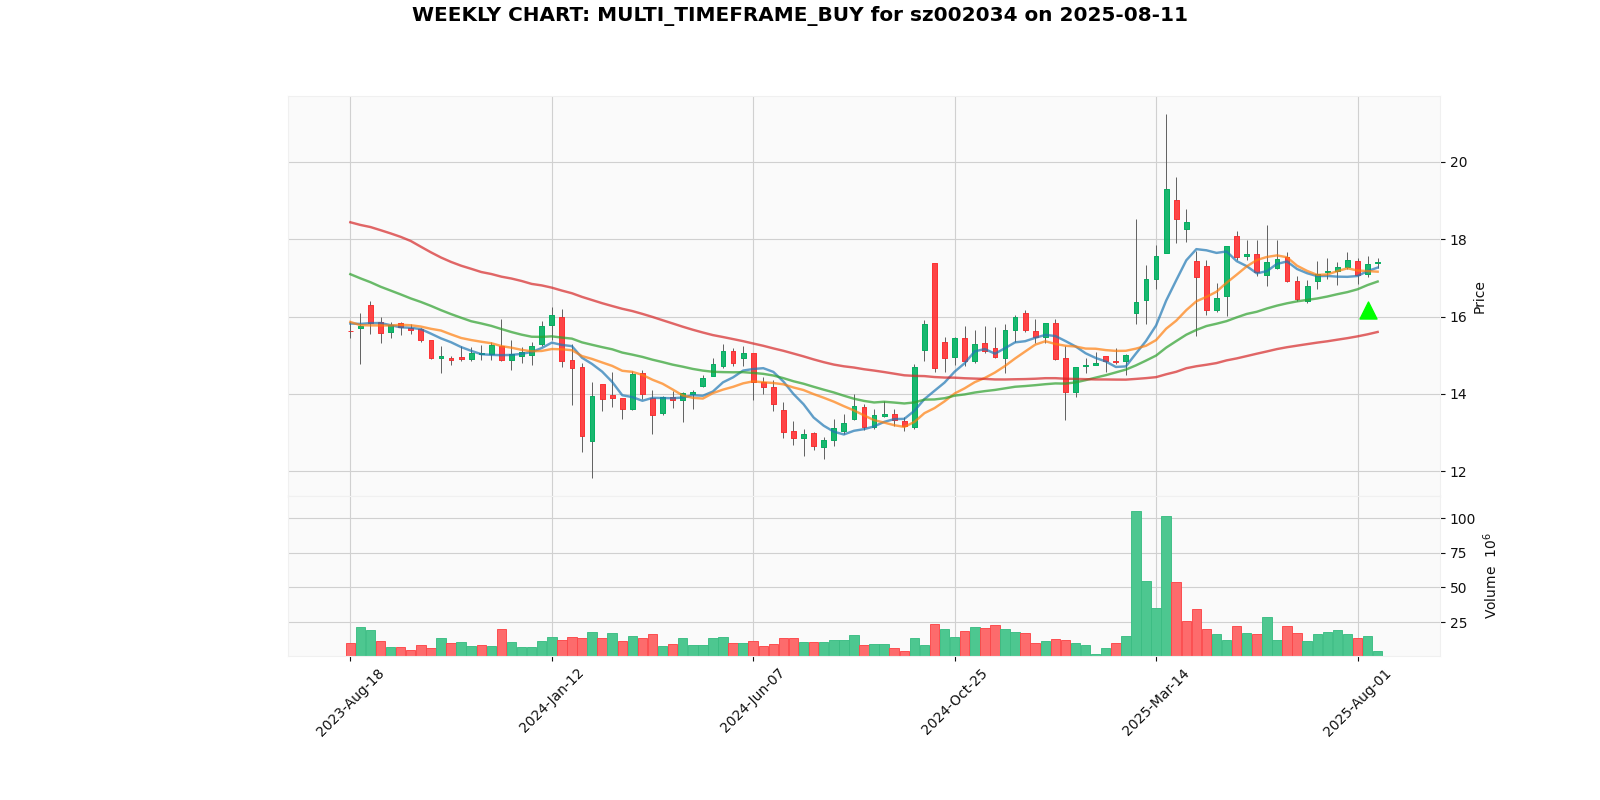 WEEKLY CHART: MULTI_TIMEFRAME_BUY for sz002034 on 2025-08-11
20
18
16
14
12
Price
100
75
50
25
Volume 10^6
2023-Aug-18
2024-Jan-12
2024-Jun-07
2024-Oct-25
2025-Mar-14
2025-Aug-01